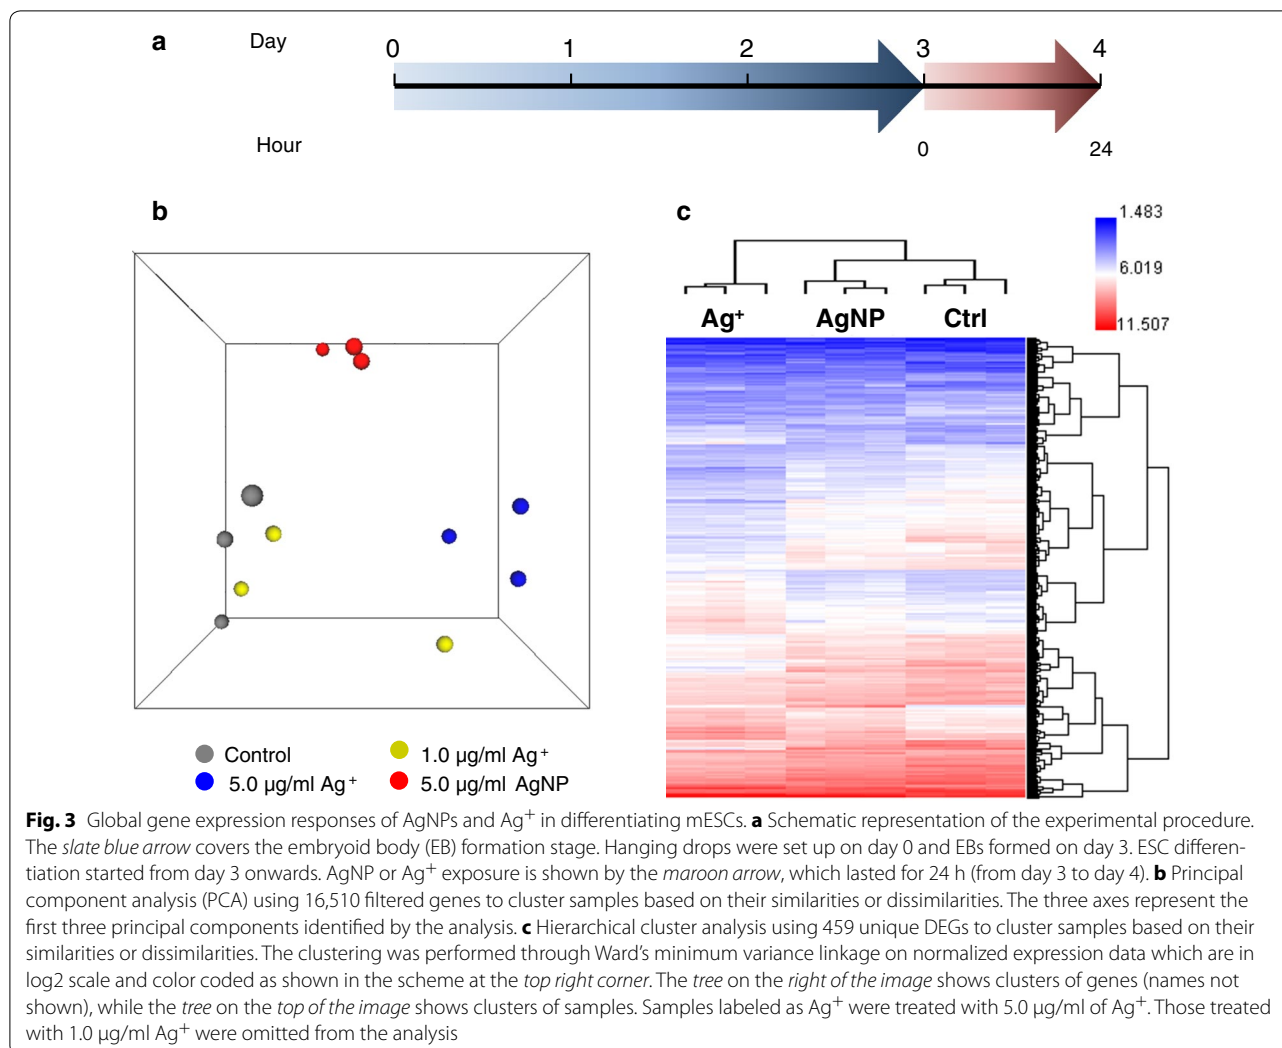 a
Day
0 1 2 3 4
Hour
0 24
b
c
1.483
6.019
11.507
Ag⁺ AgNP Ctrl
Control
1.0 µg/ml Ag⁺
5.0 µg/ml Ag⁺
5.0 µg/ml AgNP
Fig. 3 Global gene expression responses of AgNPs and Ag⁺ in differentiating mESCs. a Schematic representation of the experimental procedure.
The slate blue arrow covers the embryoid body (EB) formation stage. Hanging drops were set up on day 0 and EBs formed on day 3. ESC differen-
tiation started from day 3 onwards. AgNP or Ag⁺ exposure is shown by the maroon arrow, which lasted for 24 h (from day 3 to day 4). b Principal
component analysis (PCA) using 16,510 filtered genes to cluster samples based on their similarities or dissimilarities. The three axes represent the
first three principal components identified by the analysis. c Hierarchical cluster analysis using 459 unique DEGs to cluster samples based on their
similarities or dissimilarities. The clustering was performed through Ward's minimum variance linkage on normalized expression data which are in
log2 scale and color coded as shown in the scheme at the top right corner. The tree on the right of the image shows clusters of genes (names not
shown), while the tree on the top of the image shows clusters of samples. Samples labeled as Ag⁺ were treated with 5.0 µg/ml of Ag⁺. Those treated
with 1.0 µg/ml Ag⁺ were omitted from the analysis